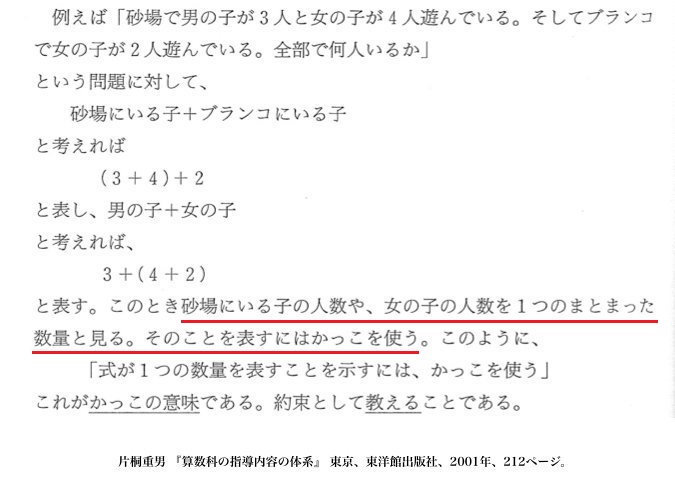 例えば「砂場で男の子が3人と女の子が4人遊んでいる。そしてブランコ
で女の子が2人遊んでいる。全部で何人いるか」
という問題に対して、
砂場にいる子+ブランコにいる子
と考えれば
(3+4)+2
と表し、男の子+女の子
と考えれば、
3+(4+2)
と表す。このとき砂場にいる子の人数や、女の子の人数を1つのまとまった
数量と見る。そのことを表すにはかっこを使う。このように、
「式が1つの数量を表すことを示すには、かっこを使う」
これがかっこの意味である。約束として教えることである。
片桐重男 『算数科の指導内容の体系』 東京、東洋館出版社、2001年、212ページ。